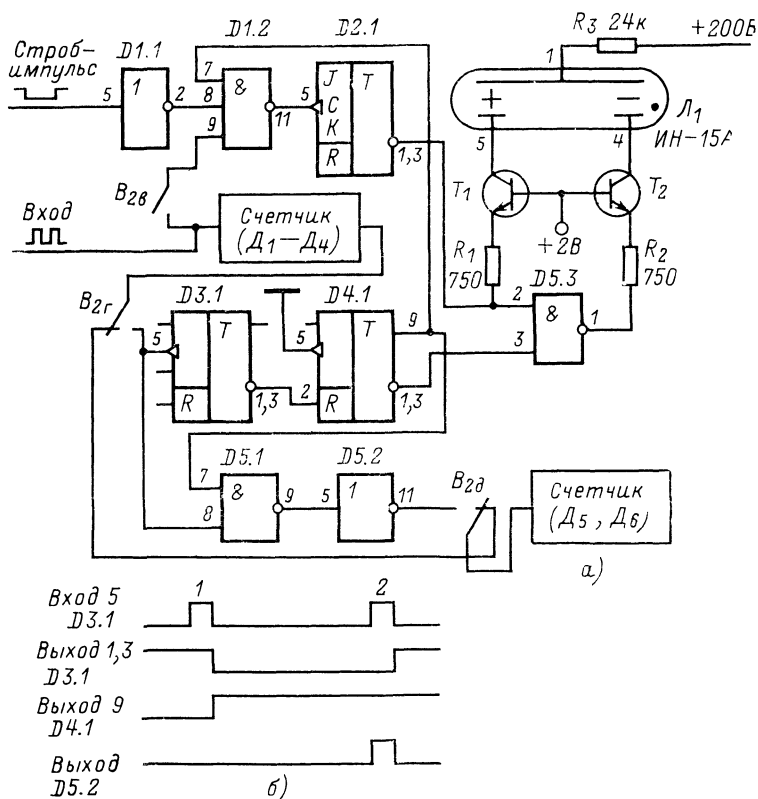 Строб-
импульс
D1.1
D1.2
D2.1
R3 24к
+200В
5
1
2
7
8
9
&
11
5
J
C
K
R
T
1,3
1
+
−
5
4
Л1
ИН-15А
T1
T2
+2В
R1
750
R2
750
В2в
Вход
Счетчик
(Д1—Д4)
В2г
D3.1
D4.1
D5.3
5
T
R
1,3
5
2
T
R
9
1,3
2
3
&
1
D5.1
D5.2
7
8
&
9
5
1
11
В2д
Счетчик
(Д5, Д6)
а)
Вход 5
D3.1
1
2
Выход 1,3
D3.1
Выход 9
D4.1
Выход
D5.2
б)